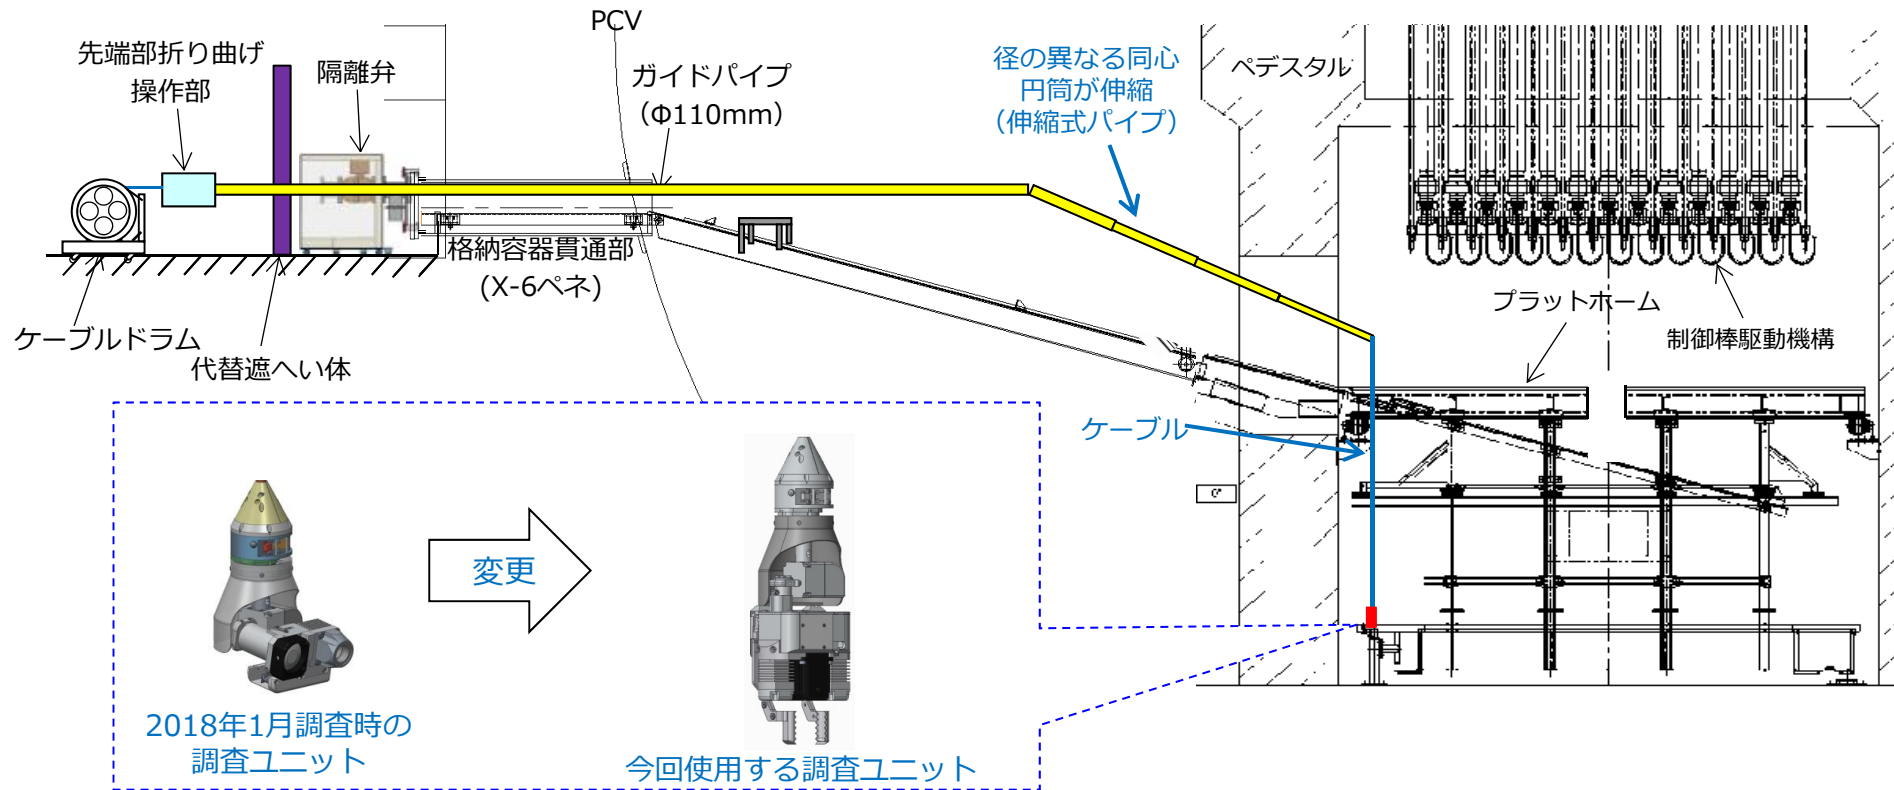 PCV
先端部折り曲げ
操作部
隔離弁
ガイドパイプ
（Φ110mm）
径の異なる同心
円筒が伸縮
（伸縮式パイプ）
ペデスタル
格納容器貫通部
(X-6ペネ)
ケーブルドラム
代替遮へい体
プラットホーム
制御棒駆動機構
ケーブル
変更
2018年1月調査時の
調査ユニット
今回使用する調査ユニット